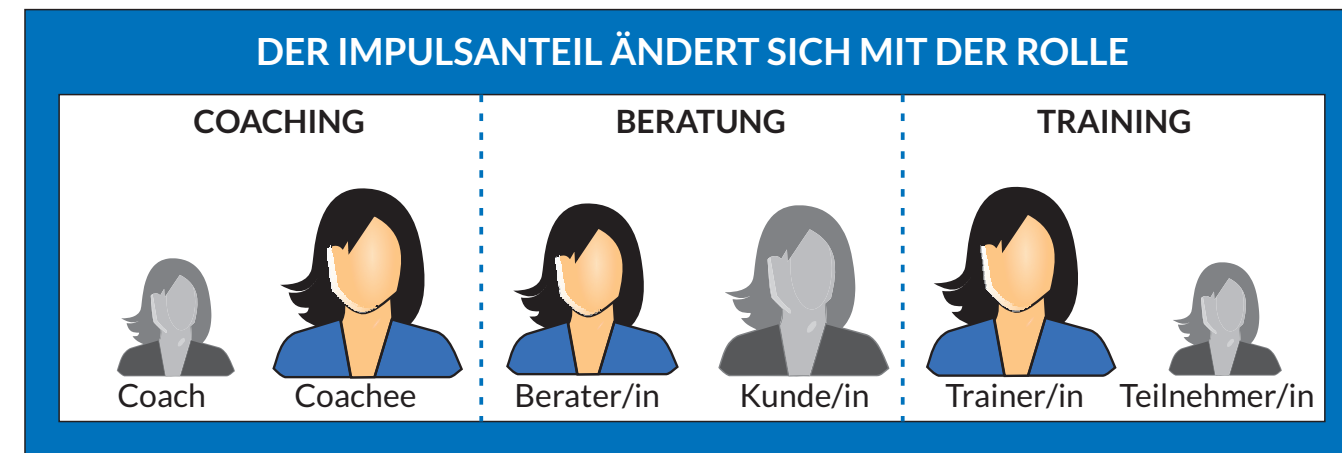 DER IMPULSANTEIL ÄNDERT SICH MIT DER ROLLE
COACHING
BERATUNG
TRAINING
Coach
Coachee
Berater/in
Kunde/in
Trainer/in
Teilnehmer/in